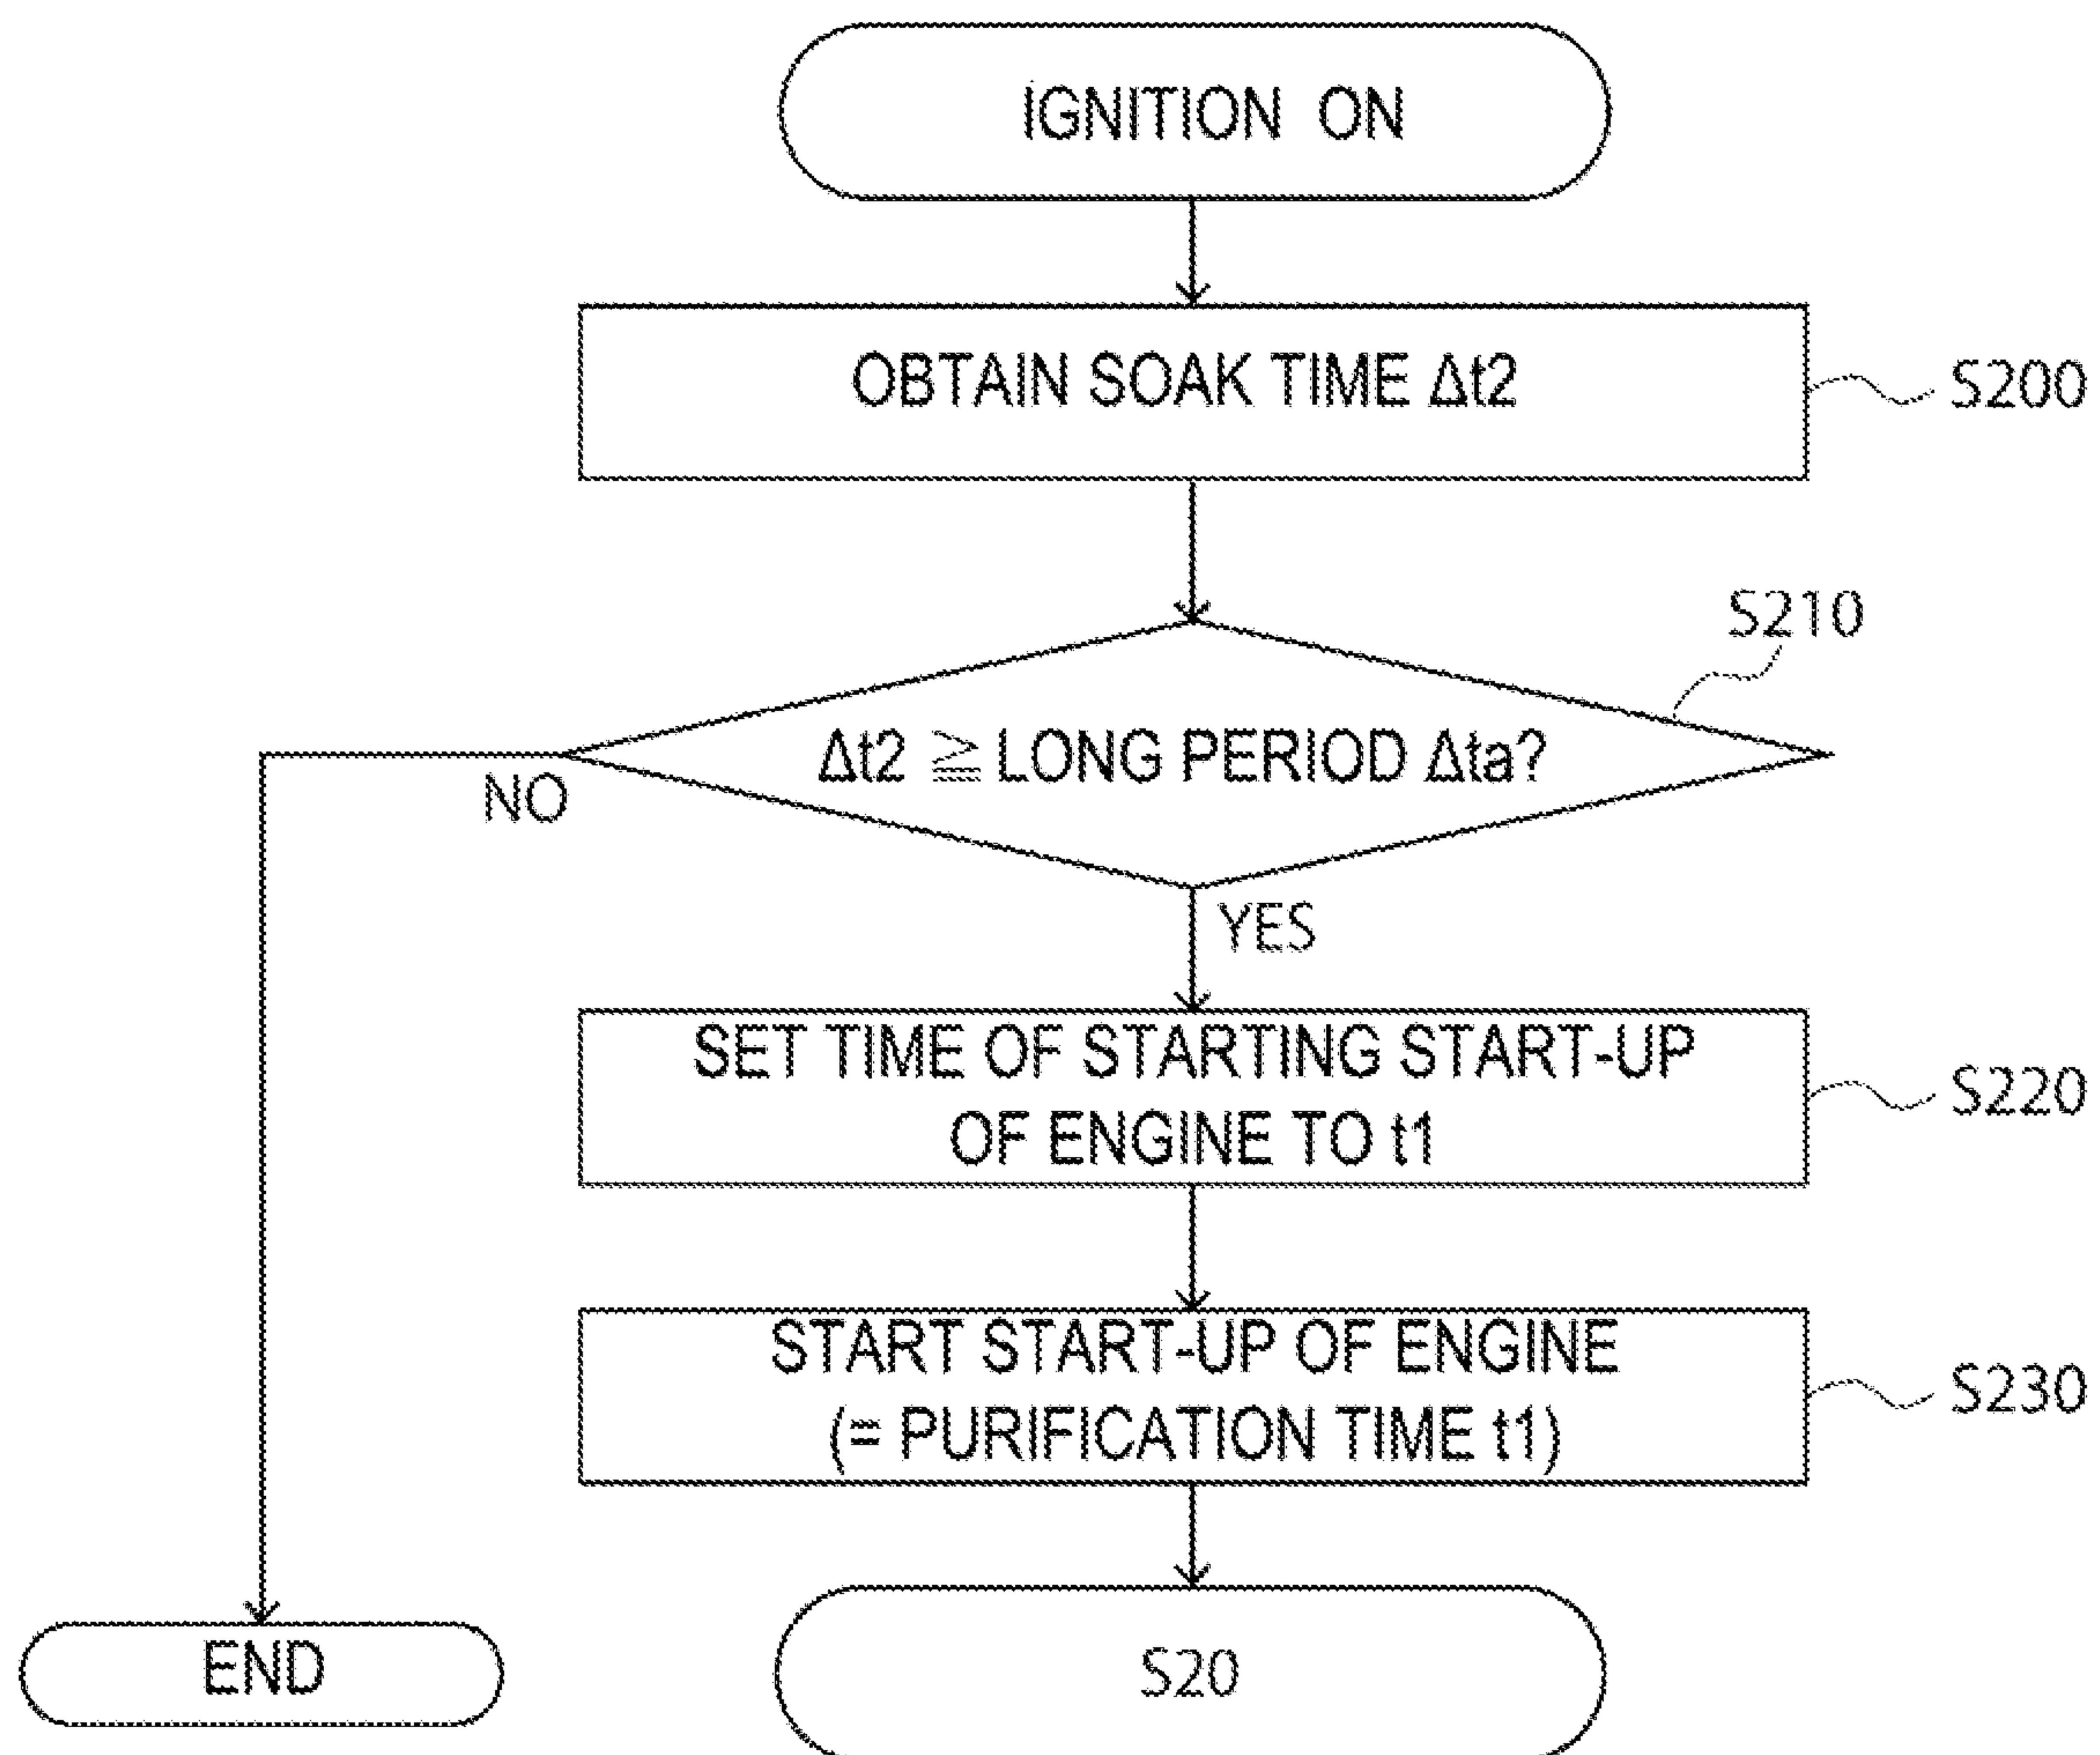 IGNITION ON
OBTAIN SOAK TIME Δt2
S200
S210
Δt2 ≧ LONG PERIOD Δta?
NO
YES
SET TIME OF STARTING START-UP
OF ENGINE TO t1
S220
START START-UP OF ENGINE
(= PURIFICATION TIME t1)
S230
END
S20